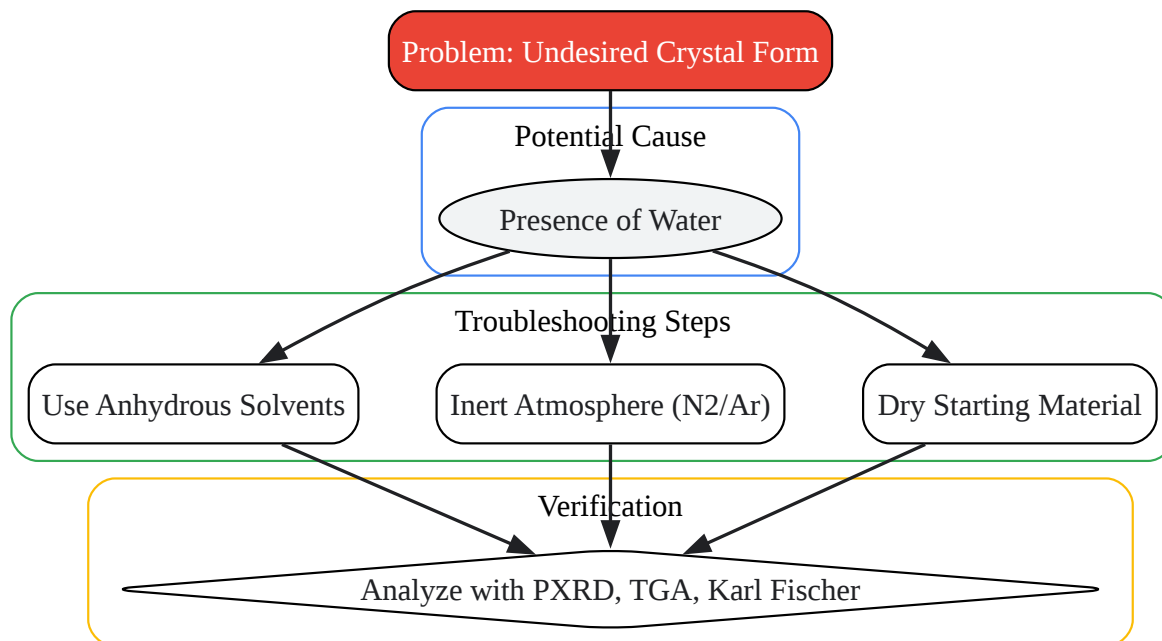 Problem: Undesired Crystal Form
Potential Cause
Presence of Water
Troubleshooting Steps
Use Anhydrous Solvents
Inert Atmosphere (N2/Ar)
Dry Starting Material
Verification
Analyze with PXRD, TGA, Karl Fischer